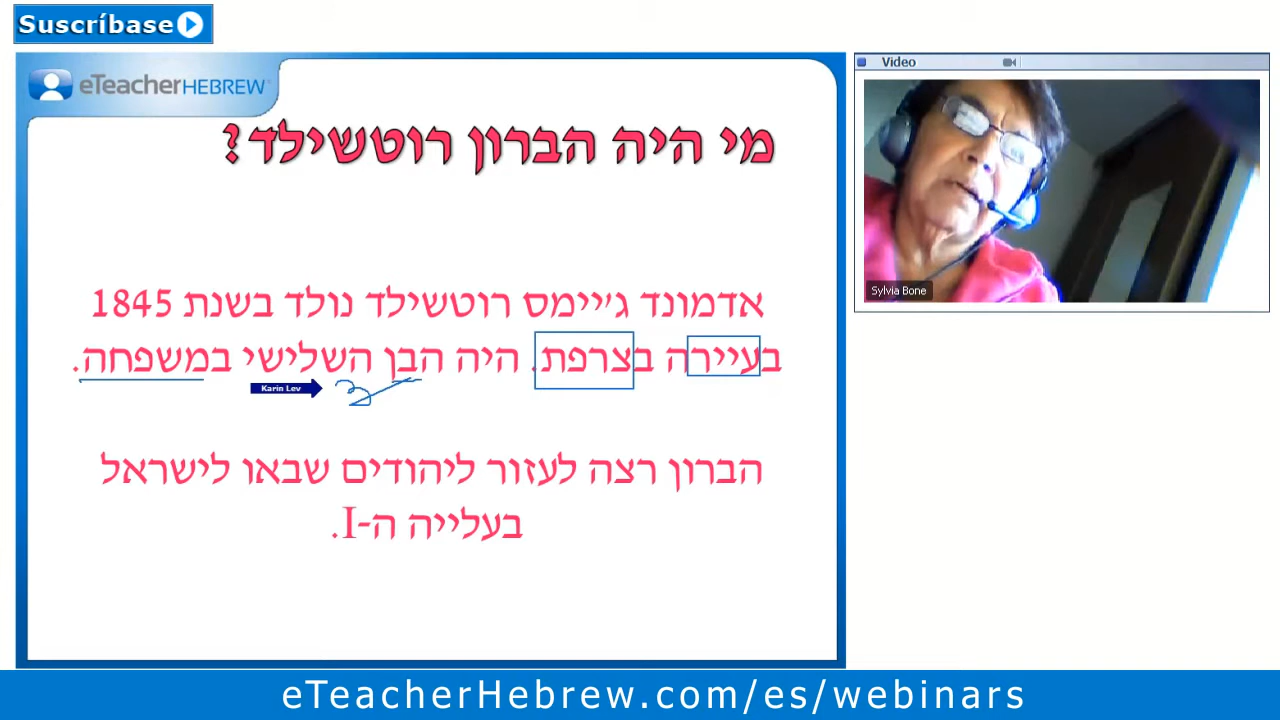 Suscríbase
eTeacherHEBREW
Video
מי היה הברון רוטשילד?
Sylvia Bone
אדמונד ג'יימס רוטשילד נולד בשנת 1845
בעיירה בצרפת. היה הבן השלישי במשפחה.
Karin Lev
הברון רצה לעזור ליהודים שבאו לישראל
בעלייה ה-I.
eTeacherHebrew.com/es/webinars